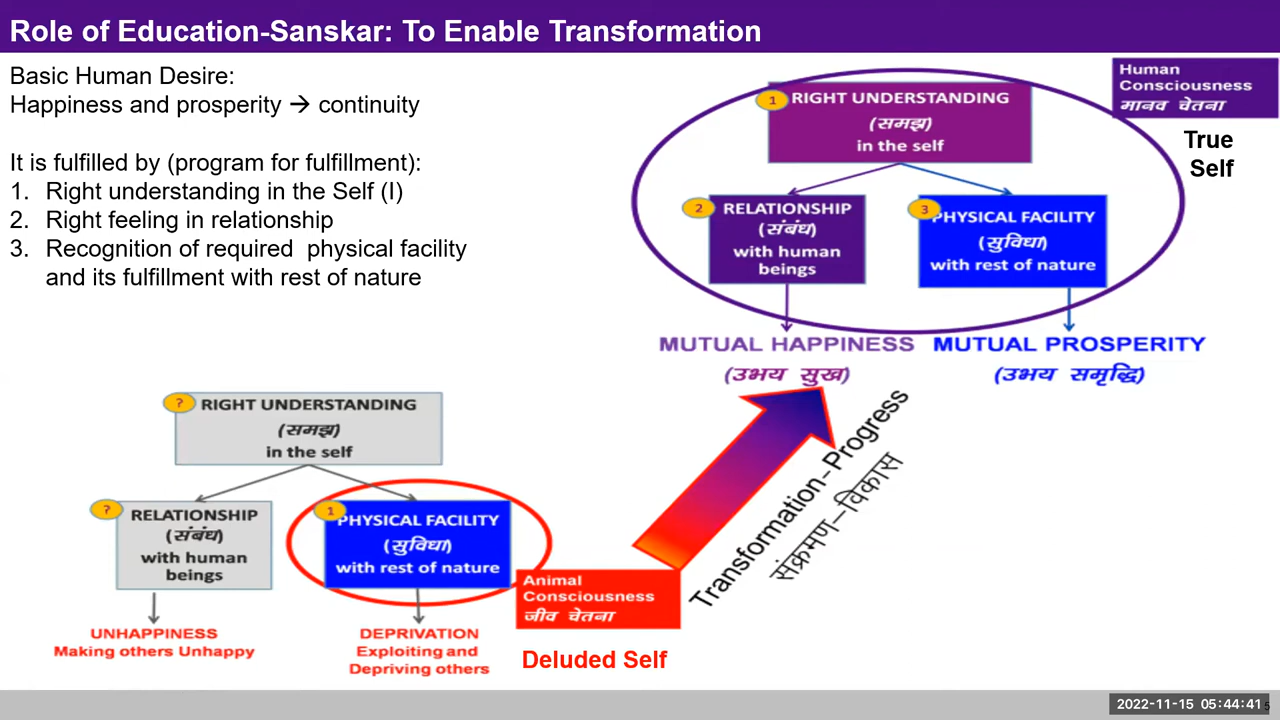 Role of Education-Sanskar: To Enable Transformation
Basic Human Desire:
Happiness and prosperity → continuity
It is fulfilled by (program for fulfillment):
1. Right understanding in the Self (I)
2. Right feeling in relationship
3. Recognition of required physical facility
and its fulfillment with rest of nature
Human
Consciousness
मानव चेतना
True
Self
1
RIGHT UNDERSTANDING
(समझ)
in the self
2
RELATIONSHIP
(संबंध)
with human
beings
3
PHYSICAL FACILITY
(सुविधा)
with rest of nature
MUTUAL HAPPINESS
(उभय सुख)
MUTUAL PROSPERITY
(उभय समृद्धि)
Transformation–Progress
संक्रमण–विकास
?
RIGHT UNDERSTANDING
(समझ)
in the self
?
RELATIONSHIP
(संबंध)
with human
beings
1
PHYSICAL FACILITY
(सुविधा)
with rest of nature
UNHAPPINESS
Making others Unhappy
DEPRIVATION
Exploiting and
Depriving others
Animal
Consciousness
जीव चेतना
Deluded Self
2022-11-15 05:44:41
5